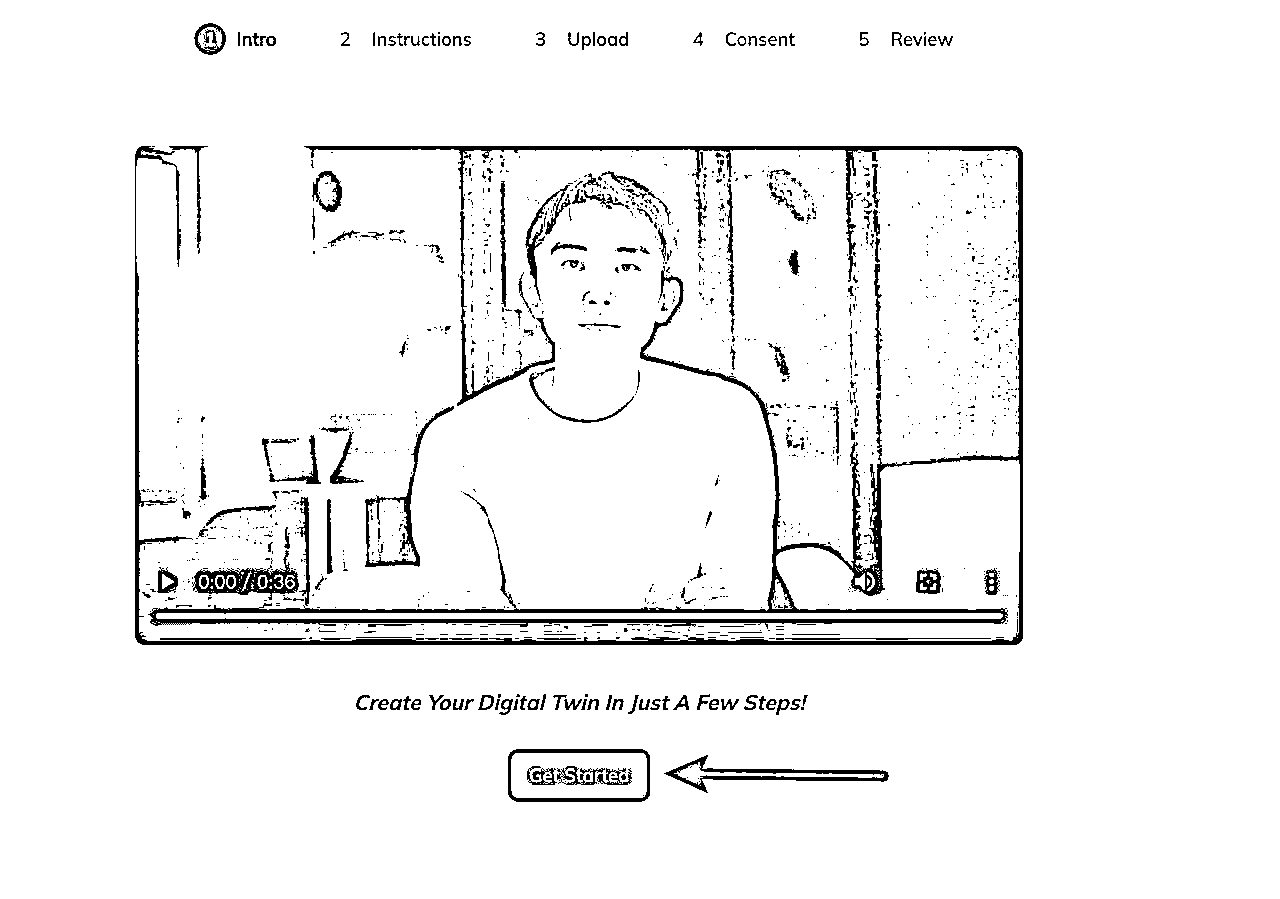 1 Intro 2 Instructions 3 Upload 4 Consent 5 Review
0:00 / 0:36
Create Your Digital Twin In Just A Few Steps!
Get Started